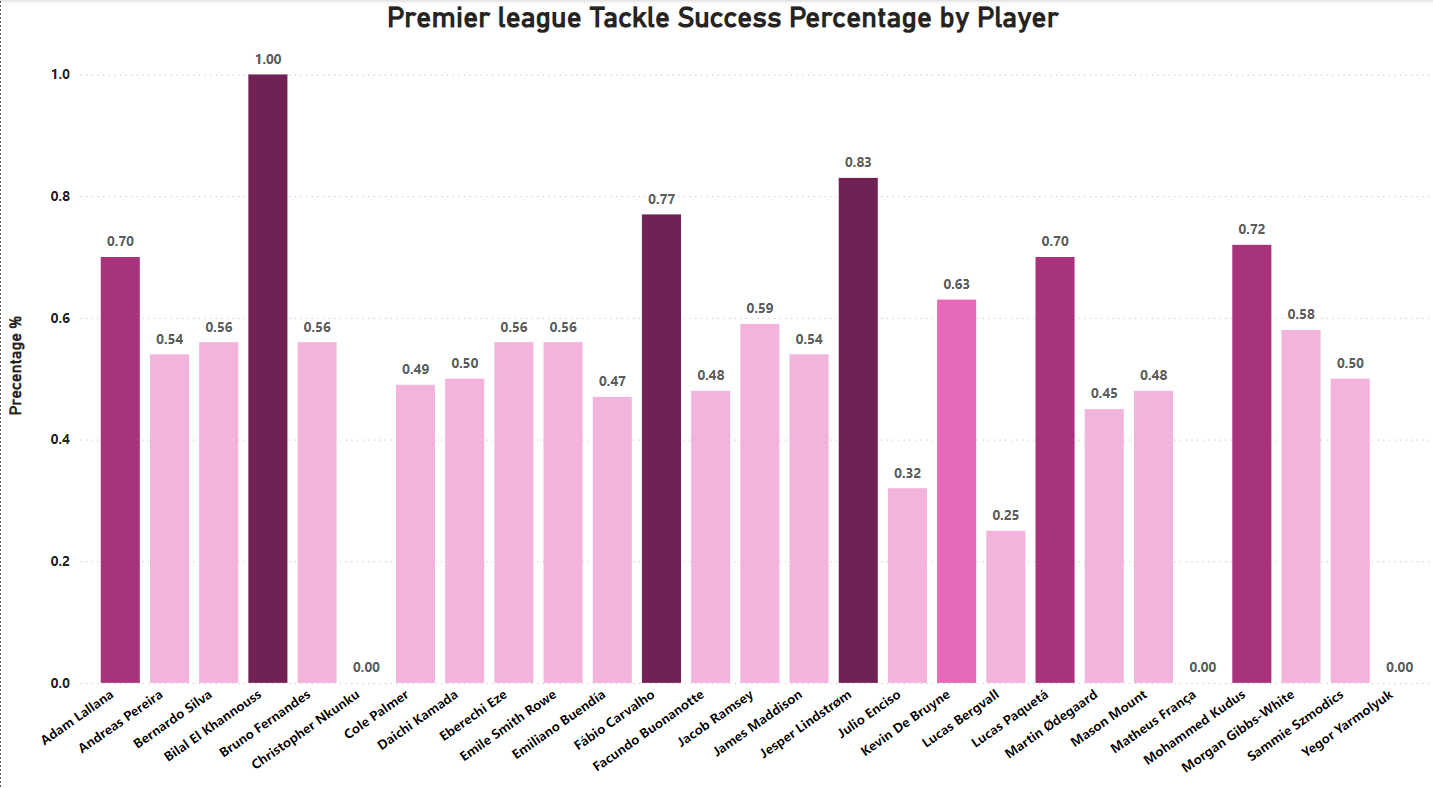 Premier league Tackle Success Percentage by Player
Precentage %
1.0
0.8
0.6
0.4
0.2
0.0
0.70
0.54
0.56
1.00
0.56
0.00
0.49
0.50
0.56
0.56
0.47
0.77
0.48
0.59
0.54
0.83
0.32
0.63
0.25
0.70
0.45
0.48
0.00
0.72
0.58
0.50
0.00
Adam Lallana
Andreas Pereira
Bernardo Silva
Bilal El Khannouss
Bruno Fernandes
Christopher Nkunku
Cole Palmer
Daichi Kamada
Eberechi Eze
Emile Smith Rowe
Emiliano Buendía
Fábio Carvalho
Facundo Buonanotte
Jacob Ramsey
James Maddison
Jesper Lindstrøm
Julio Enciso
Kevin De Bruyne
Lucas Bergvall
Lucas Paquetá
Martin Ødegaard
Mason Mount
Matheus França
Mohammed Kudus
Morgan Gibbs-White
Sammie Szmodics
Yegor Yarmolyuk